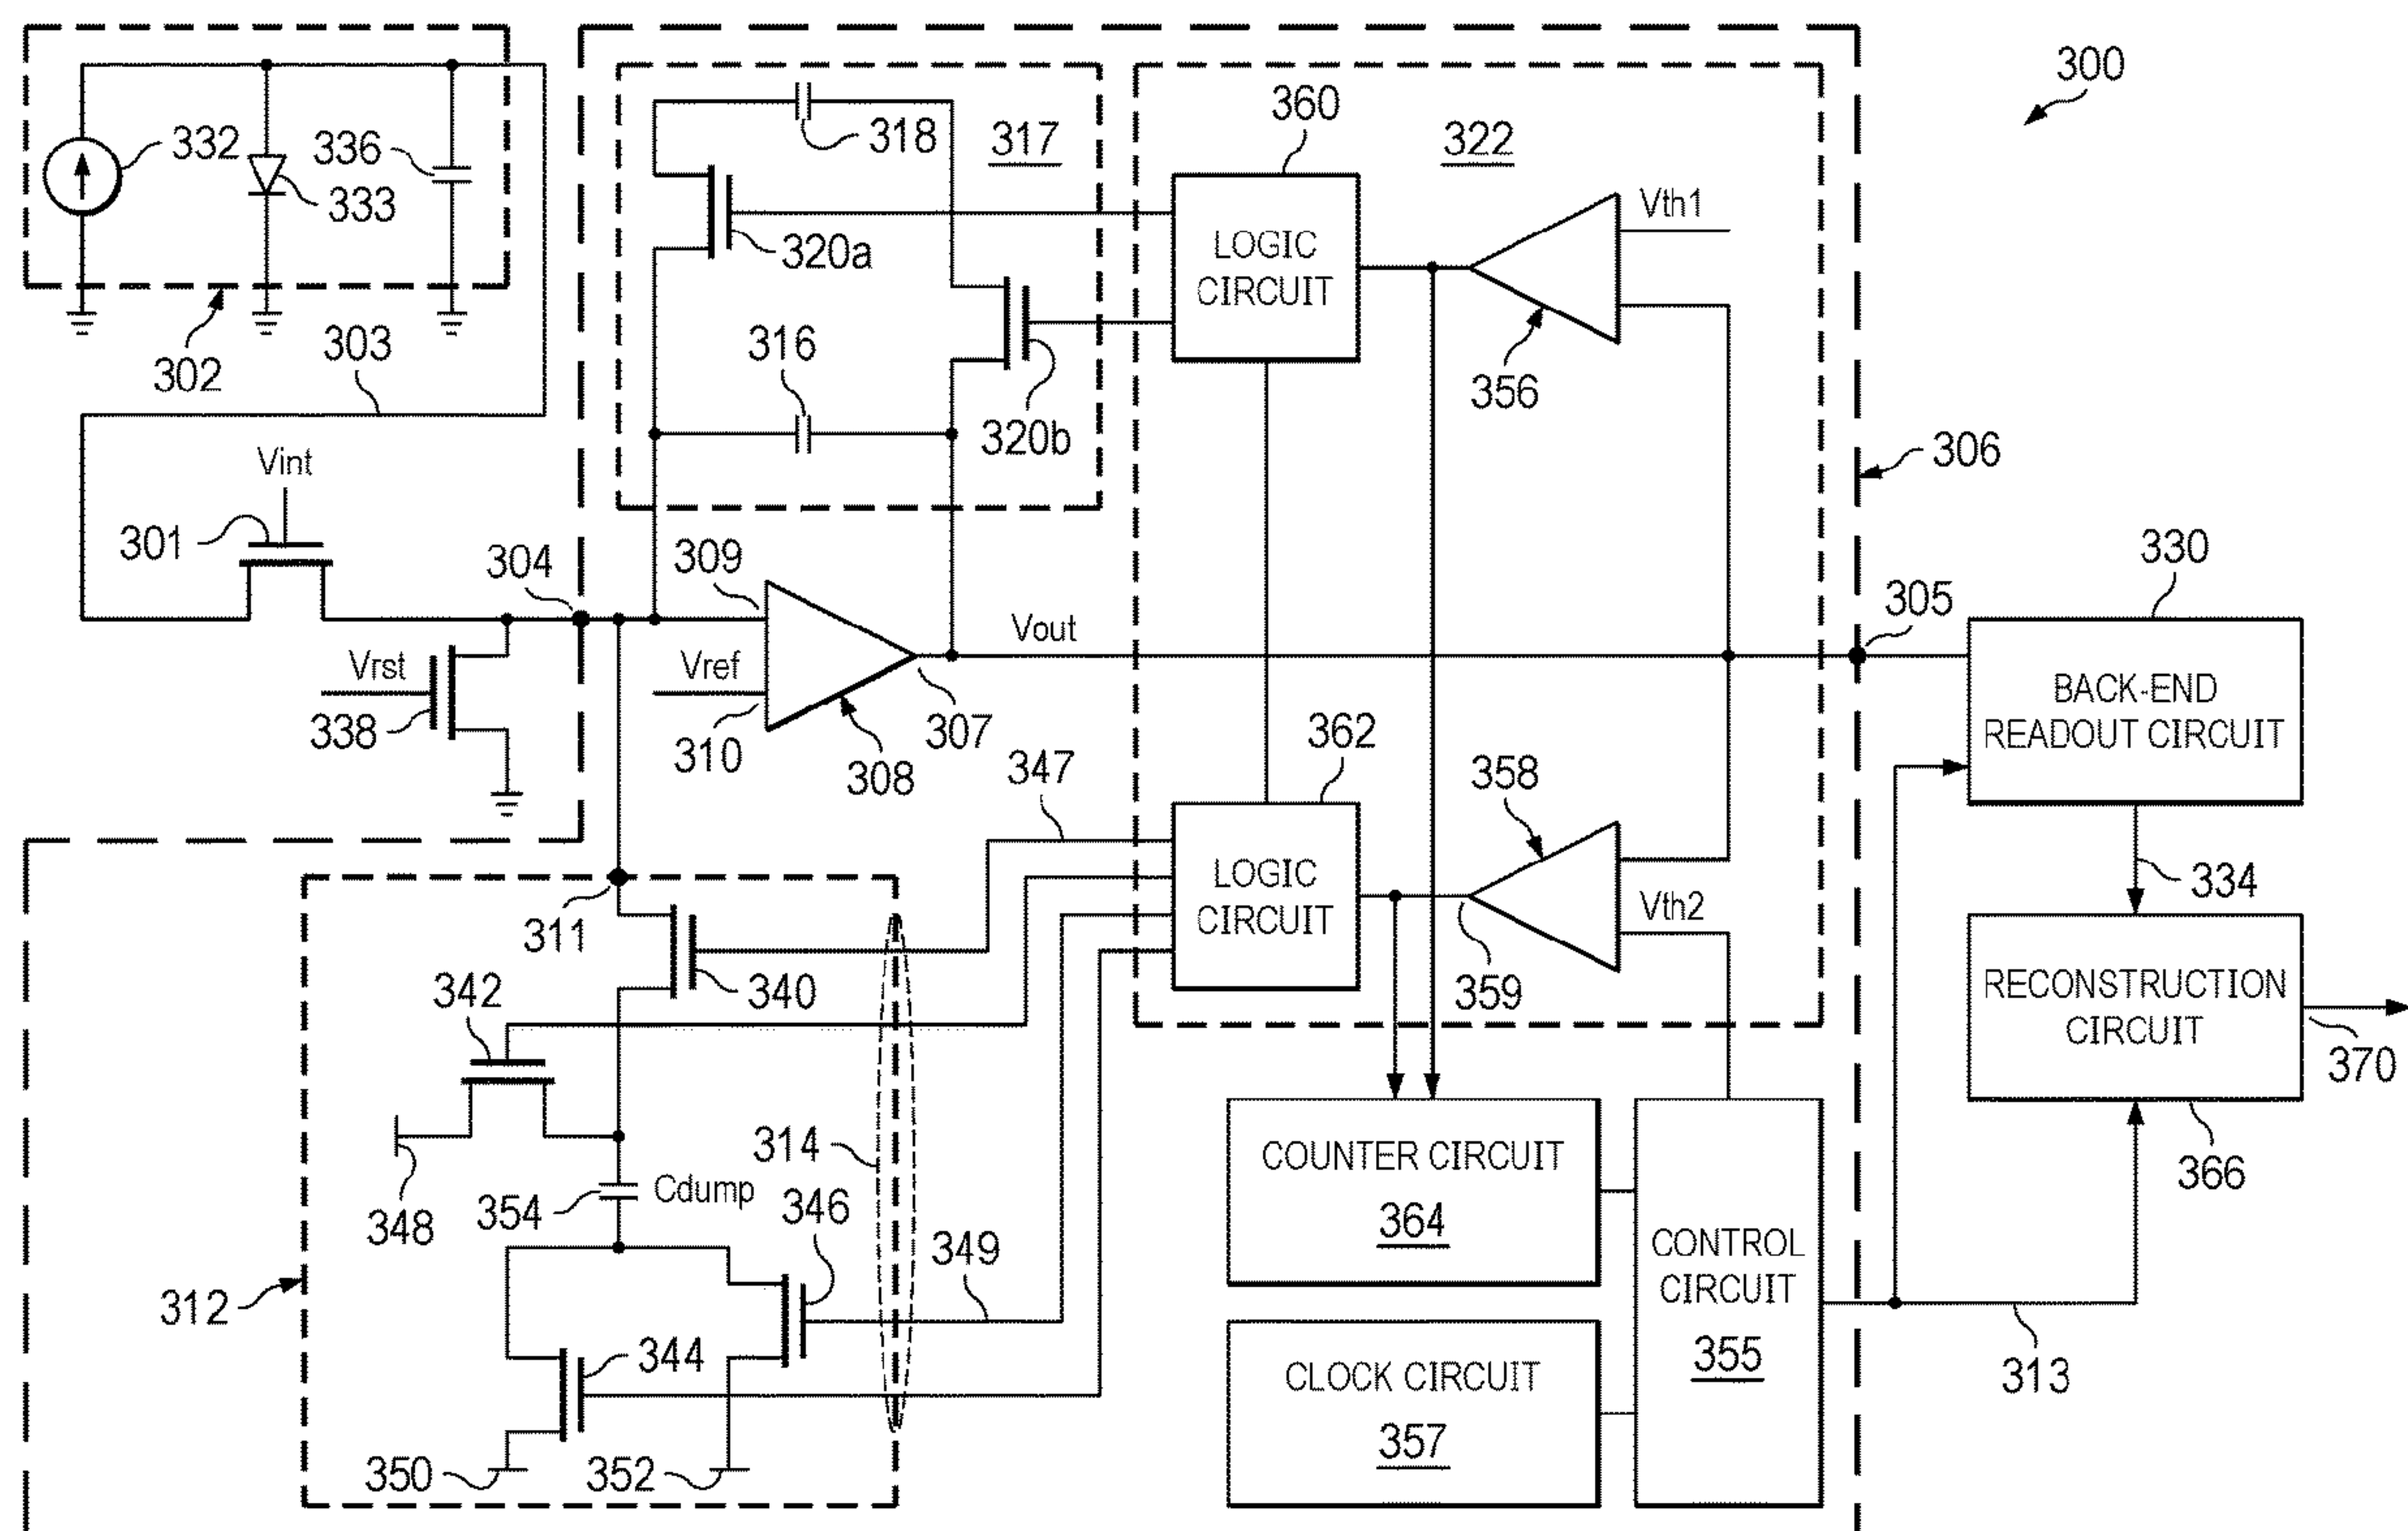 300
332
333
336
302
303
318
317
320a
316
320b
360
LOGIC
CIRCUIT
322
Vth1
356
306
Vint
301
304
309
Vref
310
308
307
Vout
Vrst
338
305
330
BACK-END
READOUT CIRCUIT
334
RECONSTRUCTION
CIRCUIT
366
370
347
362
LOGIC
CIRCUIT
358
Vth2
359
311
340
342
348
354
Cdump
314
346
349
312
344
350
352
COUNTER CIRCUIT
364
CLOCK CIRCUIT
357
CONTROL
CIRCUIT
355
313